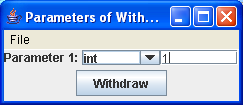 Parameters of With...
File
Parameter 1: int 1
Withdraw